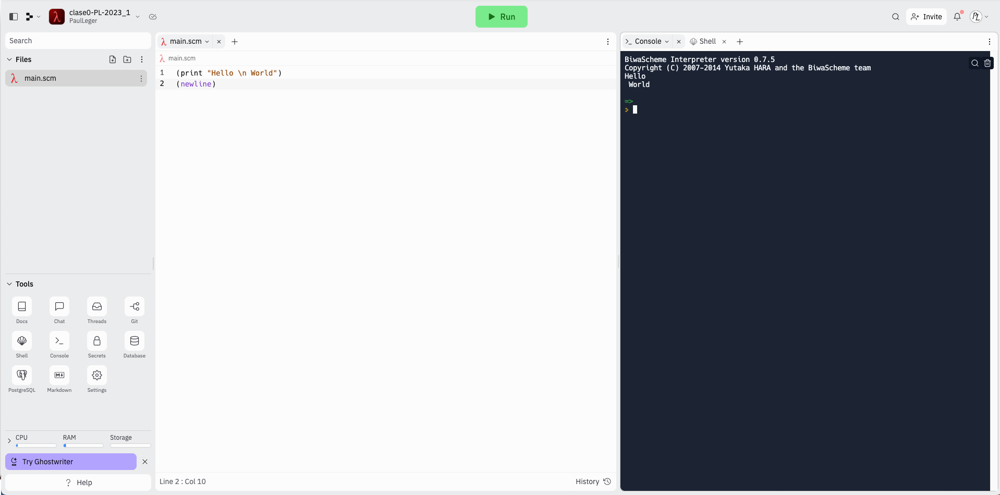 clase0-PL-2023_1
PaulLeger
Run
Invite
PL
Search
Files
main.scm
Tools
Docs
Chat
Threads
Git
Shell
Console
Secrets
Database
PostgreSQL
Markdown
Settings
CPU
RAM
Storage
Try Ghostwriter
? Help
main.scm
main.scm
1 (print "Hello \n World")
2 (newline)
Line 2 : Col 10
History
>_ Console
Shell
BiwaScheme Interpreter version 0.7.5
Copyright (C) 2007-2014 Yutaka HARA and the BiwaScheme team
Hello
 World
=>
>